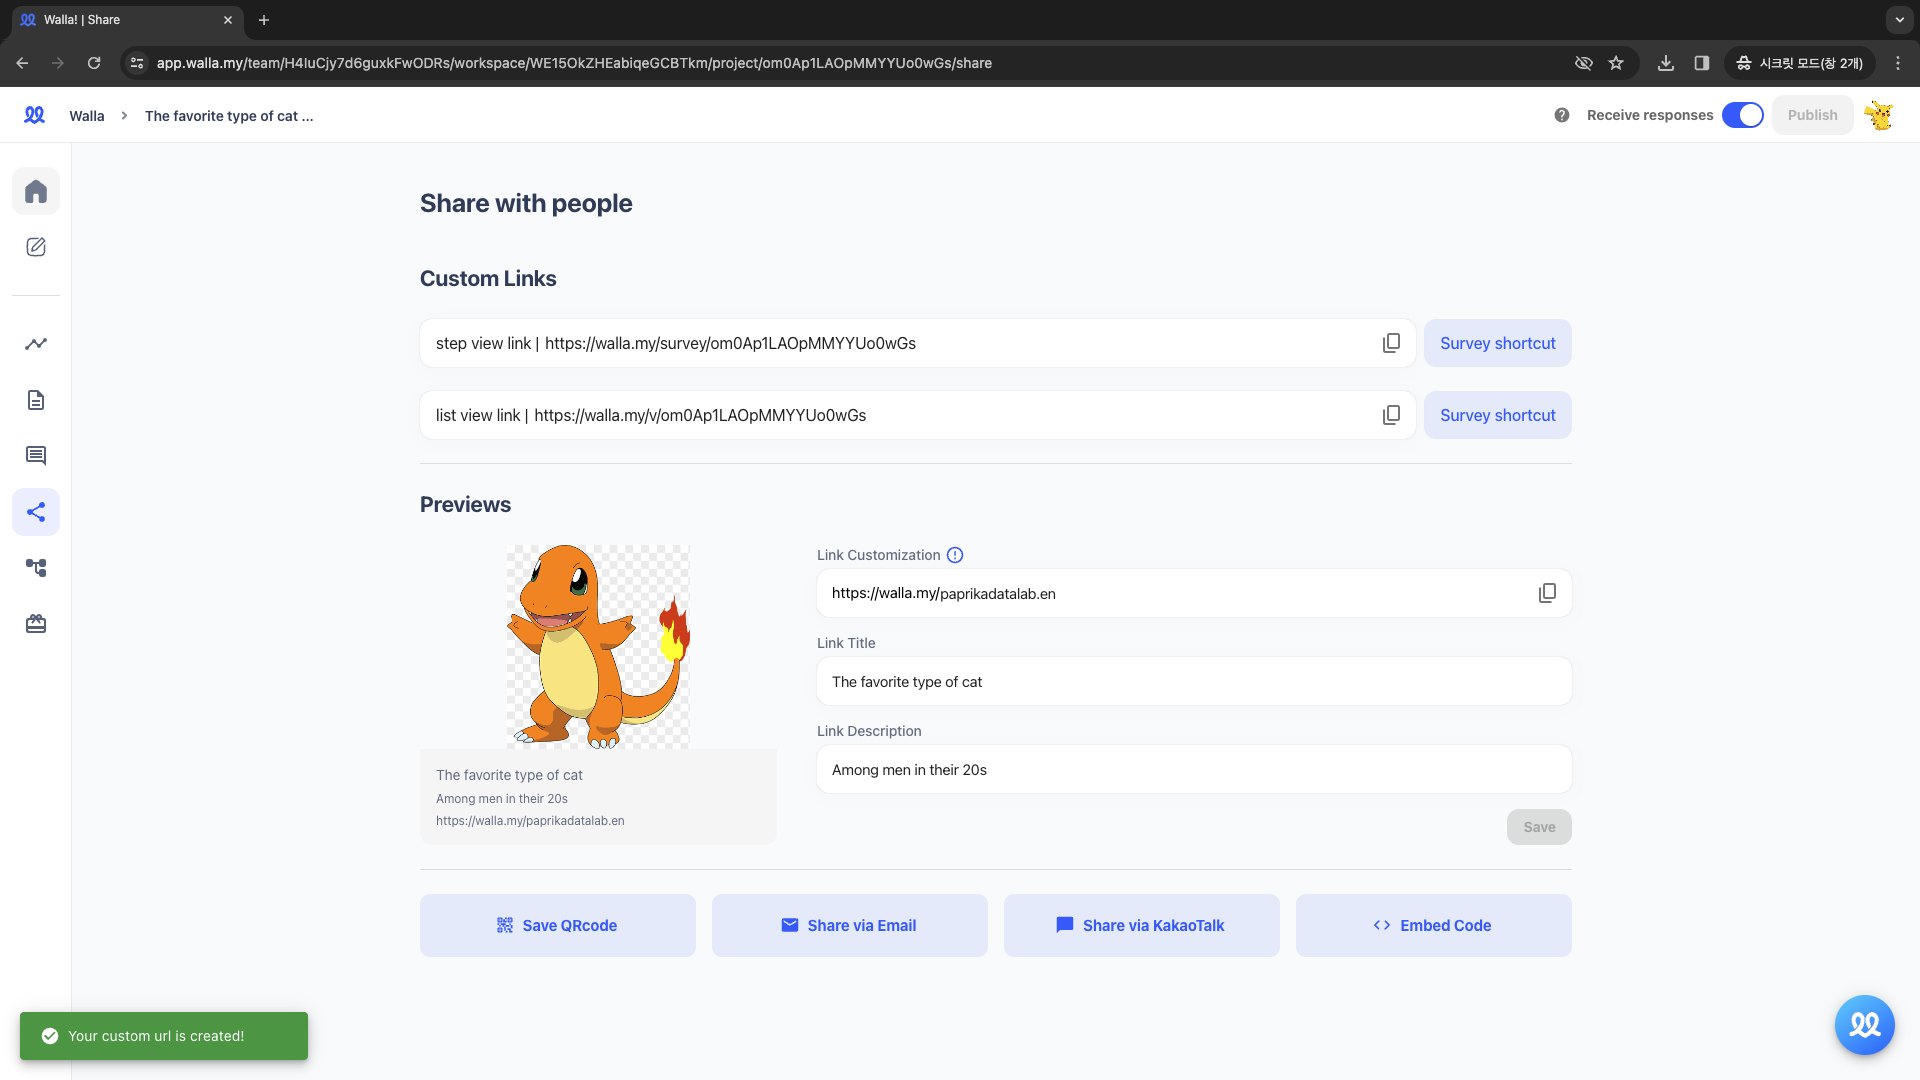 Walla! | Share
app.walla.my/team/H4IuCjy7d6guxkFwODRs/workspace/WE15OkZHEabiqeGCBTkm/project/om0Ap1LAOpMMYYUo0wGs/share
시크릿 모드(창 2개)
Walla
The favorite type of cat ...
Receive responses
Publish
Share with people
Custom Links
step view link | https://walla.my/survey/om0Ap1LAOpMMYYUo0wGs
Survey shortcut
list view link | https://walla.my/v/om0Ap1LAOpMMYYUo0wGs
Survey shortcut
Previews
Link Customization
https://walla.my/paprikadatalab.en
Link Title
The favorite type of cat
Link Description
Among men in their 20s
The favorite type of cat
Among men in their 20s
https://walla.my/paprikadatalab.en
Save
Save QRcode
Share via Email
Share via KakaoTalk
Embed Code
Your custom url is created!